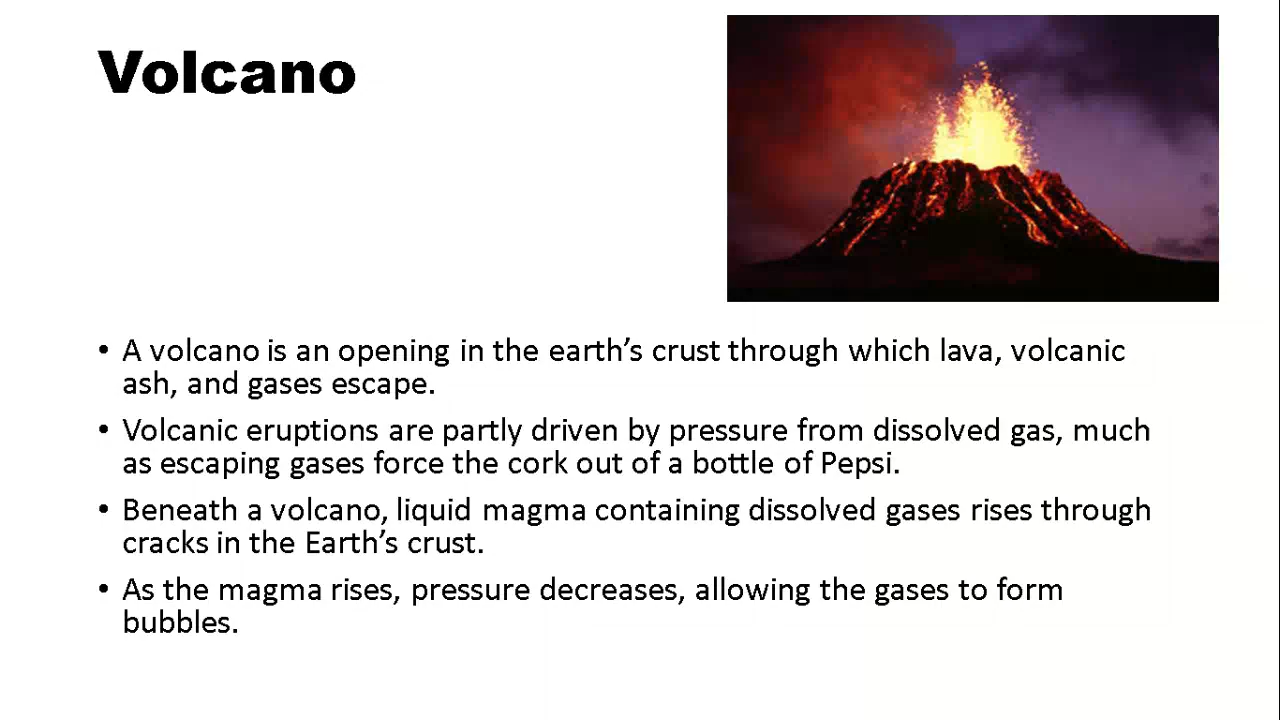 Volcano
• A volcano is an opening in the earth’s crust through which lava, volcanic
ash, and gases escape.
• Volcanic eruptions are partly driven by pressure from dissolved gas, much
as escaping gases force the cork out of a bottle of Pepsi.
• Beneath a volcano, liquid magma containing dissolved gases rises through
cracks in the Earth’s crust.
• As the magma rises, pressure decreases, allowing the gases to form
bubbles.